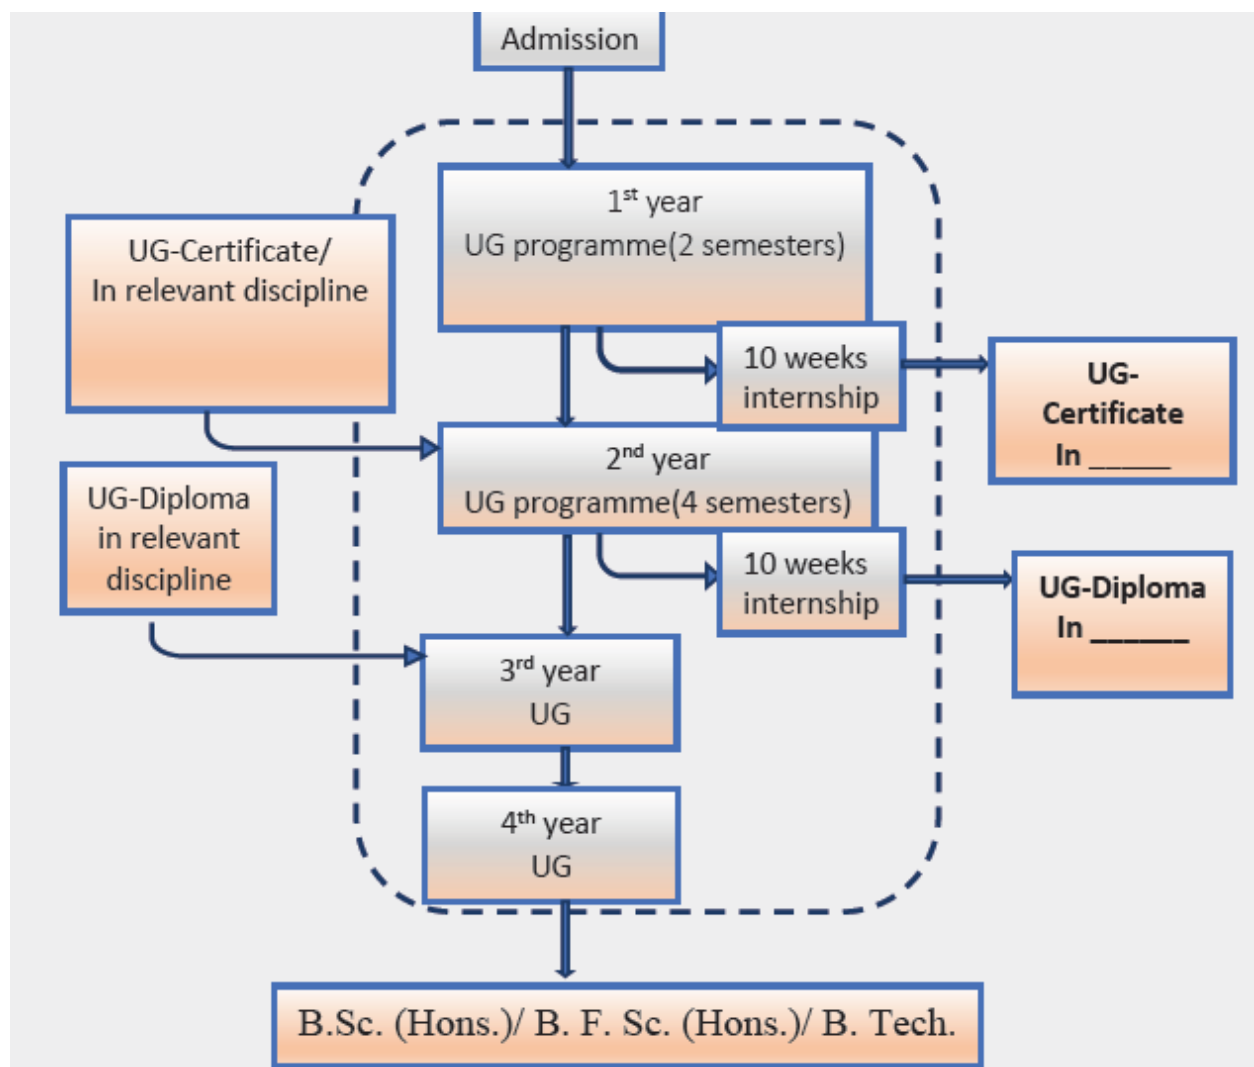 Admission
1st year
UG programme(2 semesters)
UG-Certificate/
In relevant discipline
10 weeks
internship
UG-
Certificate
In _____
2nd year
UG programme(4 semesters)
UG-Diploma
in relevant
discipline
10 weeks
internship
UG-Diploma
In ______
3rd year
UG
4th year
UG
B.Sc. (Hons.)/ B. F. Sc. (Hons.)/ B. Tech.